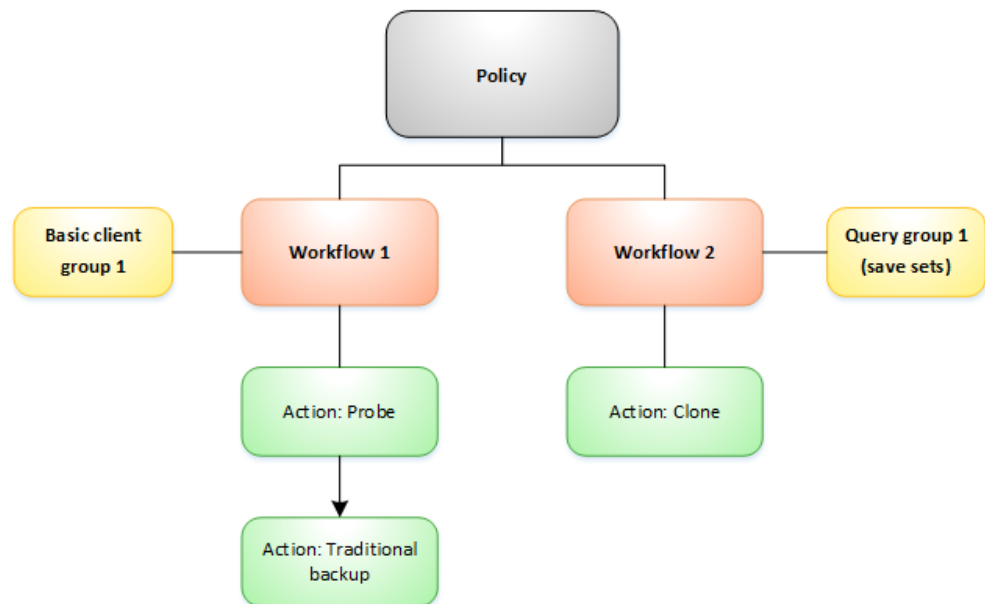 Policy
Basic client
group 1
Workflow 1
Workflow 2
Query group 1
(save sets)
Action: Probe
Action: Clone
Action: Traditional
backup